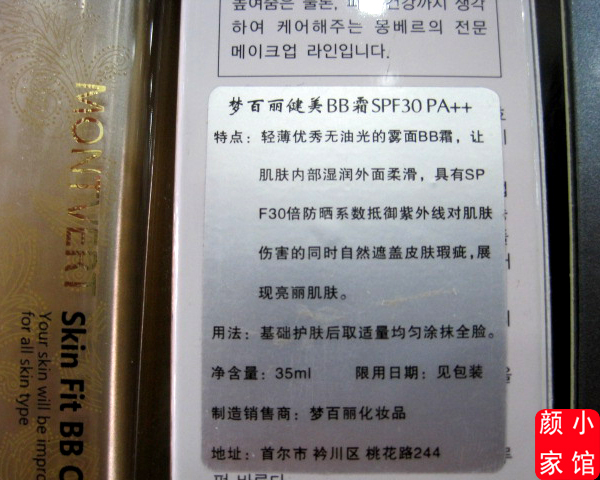 하여 케어해주는 몽베르의 전문
메이크업 라인입니다.
梦百丽健美BB霜SPF30 PA++
特点：轻薄优秀无油光的雾面BB霜，让
肌肤内部湿润外面柔滑，具有SP
F30倍防晒系数抵御紫外线对肌肤
伤害的同时自然遮盖皮肤瑕疵,展
现亮丽肌肤。
用法：基础护肤后取适量均匀涂抹全脸。
净含量：35ml 限用日期：见包装
制造销售商：梦百丽化妆品
地址：首尔市 衿川区 桃花路244
MONTVERT
Skin Fit BB C
Your skin will be impro
for all skin type
颜小
家馆